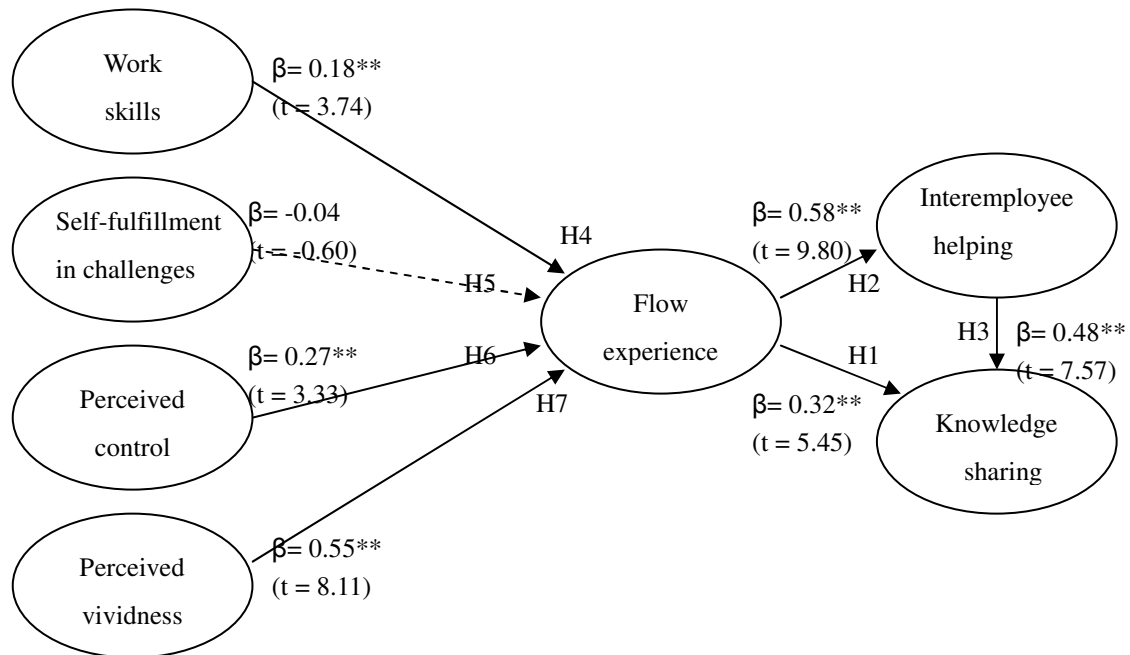 Work
skills
β= 0.18**
(t = 3.74)
Self-fulfillment
in challenges
β= -0.04
(t = -0.60)
H4
H5
Perceived
control
β= 0.27**
(t = 3.33)
H6
H7
Perceived
vividness
β= 0.55**
(t = 8.11)
Flow
experience
β= 0.58**
(t = 9.80)
H2
Interemployee
helping
H3
β= 0.48**
(t = 7.57)
H1
β= 0.32**
(t = 5.45)
Knowledge
sharing